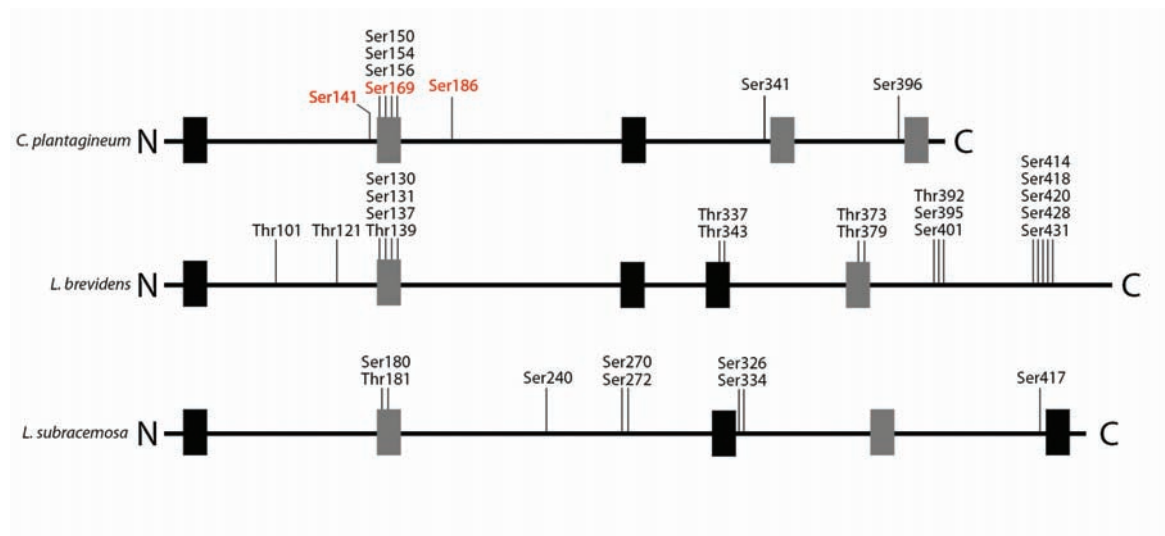 Ser150
Ser154
Ser156
Ser141 Ser169 Ser186 Ser341 Ser396
C. plantagineum N C
Ser130
Ser131
Ser137
Thr101 Thr121 Thr139
Thr337
Thr343
Thr373
Thr379
Thr392
Ser395
Ser401
Ser414
Ser418
Ser420
Ser428
Ser431
L. brevidens N C
Ser180
Thr181
Ser240
Ser270
Ser272
Ser326
Ser334
Ser417
L. subracemosa N C